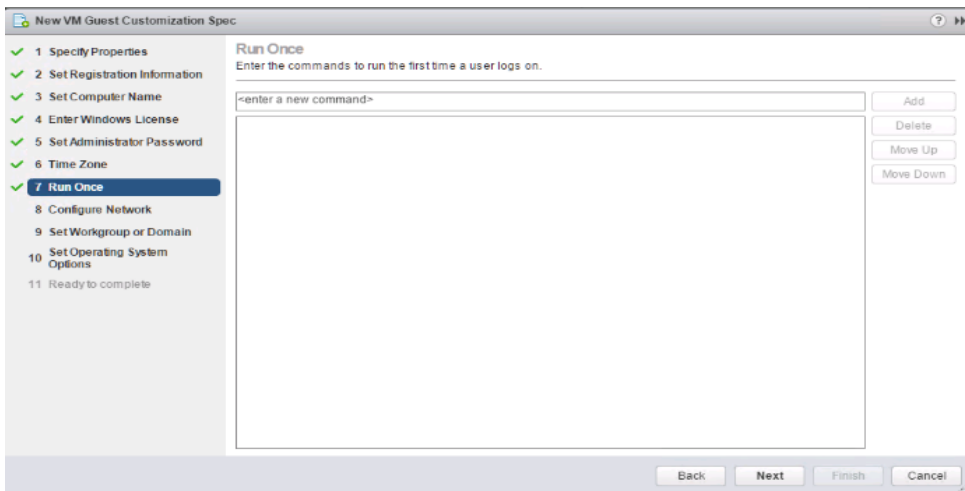 New VM Guest Customization Spec
?
1 Specify Properties
2 Set Registration Information
3 Set Computer Name
4 Enter Windows License
5 Set Administrator Password
6 Time Zone
7 Run Once
8 Configure Network
9 Set Workgroup or Domain
10 Set Operating System
Options
11 Ready to complete
Run Once
Enter the commands to run the first time a user logs on.
<enter a new command>
Add
Delete
Move Up
Move Down
Back
Next
Finish
Cancel